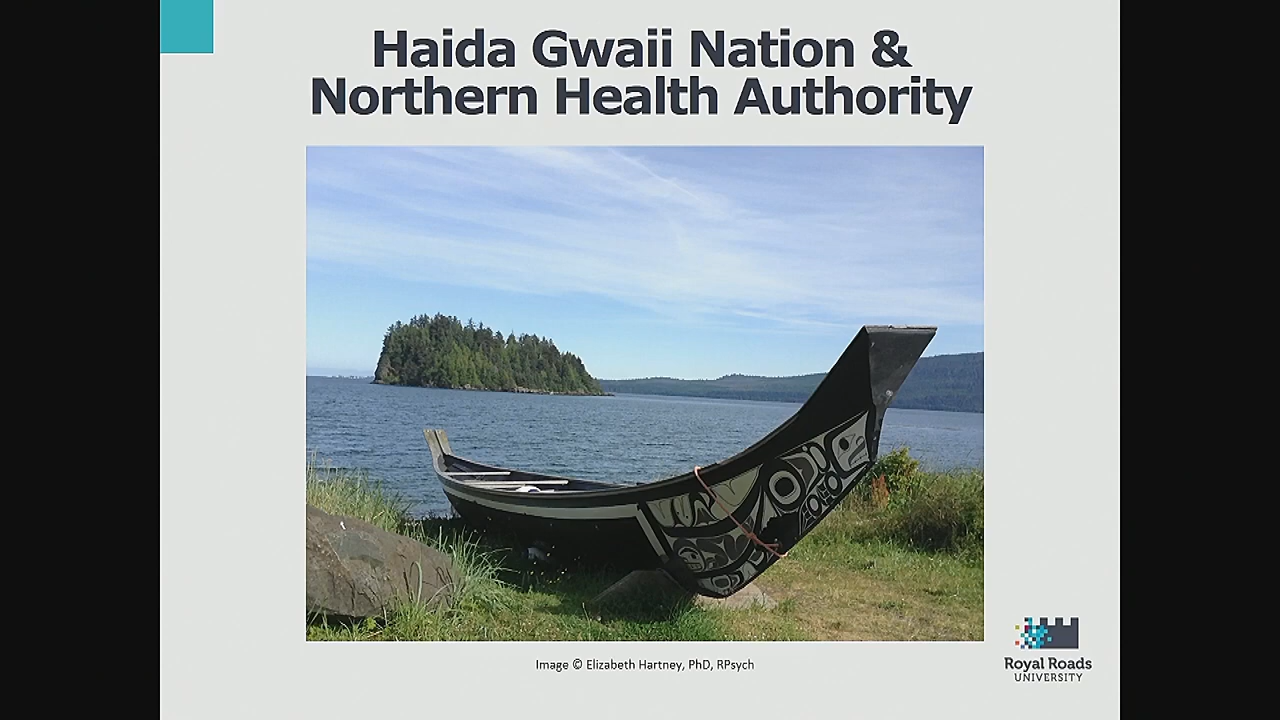 Haida Gwaii Nation &
Northern Health Authority
Image © Elizabeth Hartney, PhD, RPsych
Royal Roads
UNIVERSITY